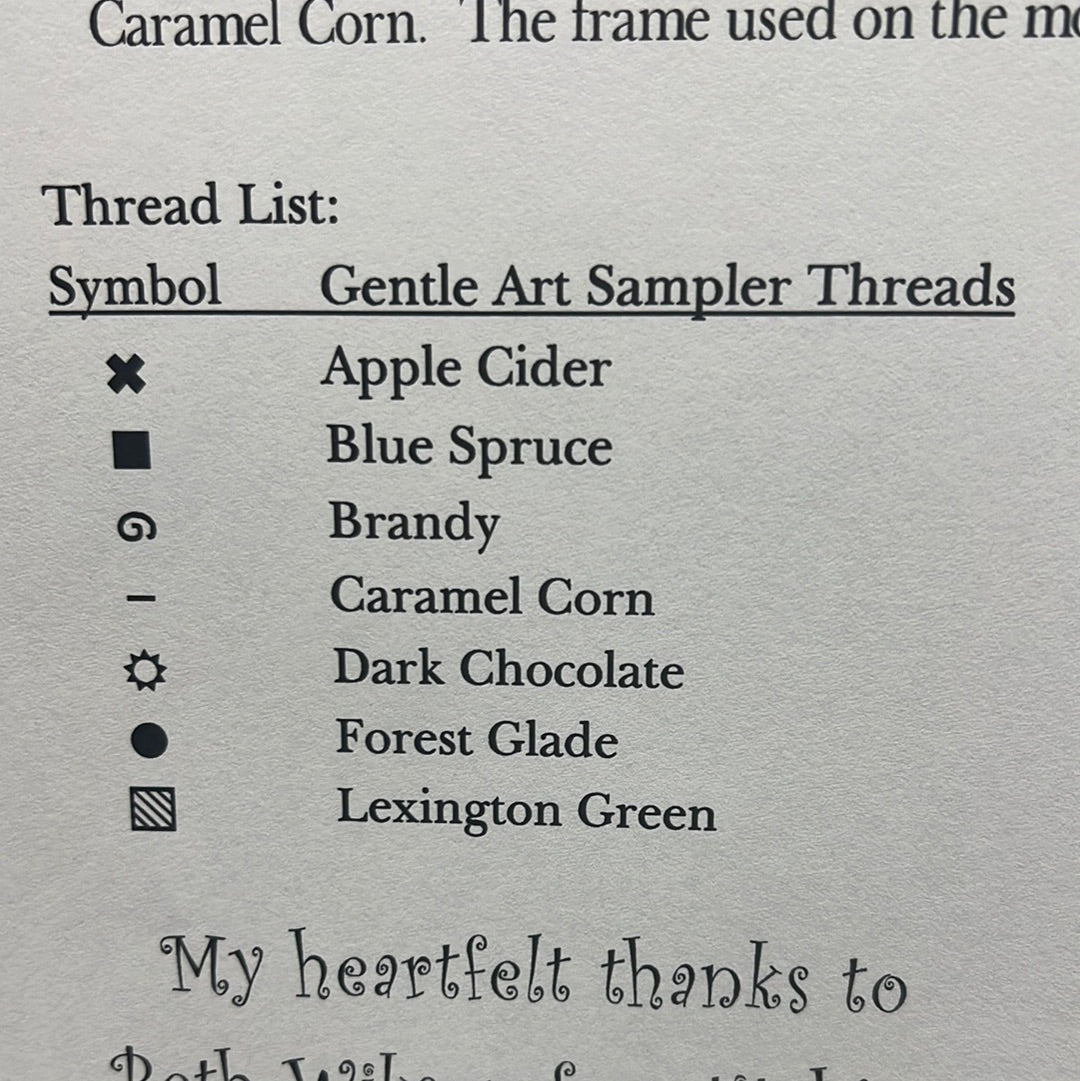 Caramel Corn. The frame used on the
Thread List:
Symbol Gentle Art Sampler Threads
✖ Apple Cider
■ Blue Spruce
Brandy
– Caramel Corn
Dark Chocolate
● Forest Glade
▧ Lexington Green
My heartfelt thanks to